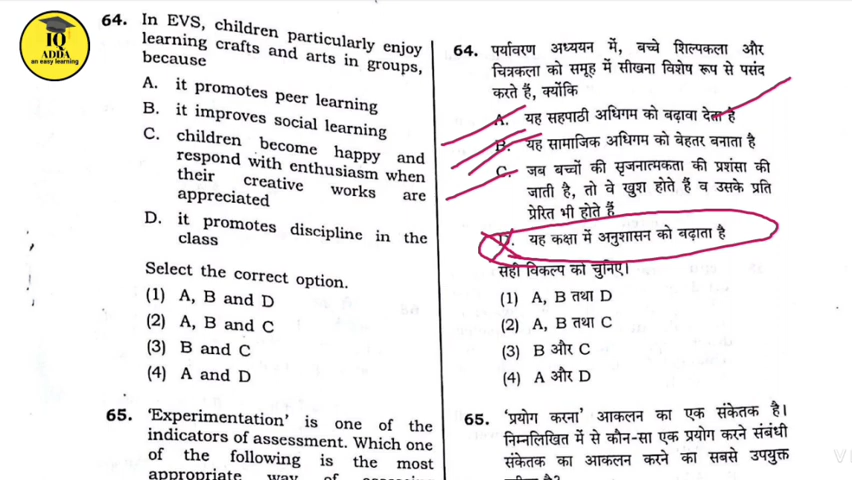 IQ
ADDA
an easy learning
64. In EVS, children particularly enjoy
learning crafts and arts in groups,
because
A. it promotes peer learning
B. it improves social learning
C. children become happy and
respond with enthusiasm when
their creative works are
appreciated
D. it promotes discipline in the
class
Select the correct option.
(1) A, B and D
(2) A, B and C
(3) B and C
(4) A and D
65. ‘Experimentation’ is one of the
indicators of assessment. Which one
of the following is the most
appropriate way of assessing
64. पर्यावरण अध्ययन में, बच्चे शिल्पकला और
चित्रकला को समूह में सीखना विशेष रूप से पसंद
करते हैं, क्योंकि
A. यह सहपाठी अधिगम को बढ़ावा देता है
B. यह सामाजिक अधिगम को बेहतर बनाता है
C. जब बच्चों की सृजनात्मकता की प्रशंसा की
जाती है, तो वे खुश होते हैं व उसके प्रति
प्रेरित भी होते हैं
D. यह कक्षा में अनुशासन को बढ़ाता है
सही विकल्प को चुनिए।
(1) A, B तथा D
(2) A, B तथा C
(3) B और C
(4) A और D
65. ‘प्रयोग करना’ आकलन का एक संकेतक है।
निम्नलिखित में से कौन-सा एक प्रयोग करने संबंधी
संकेतक का आकलन करने का सबसे उपयुक्त